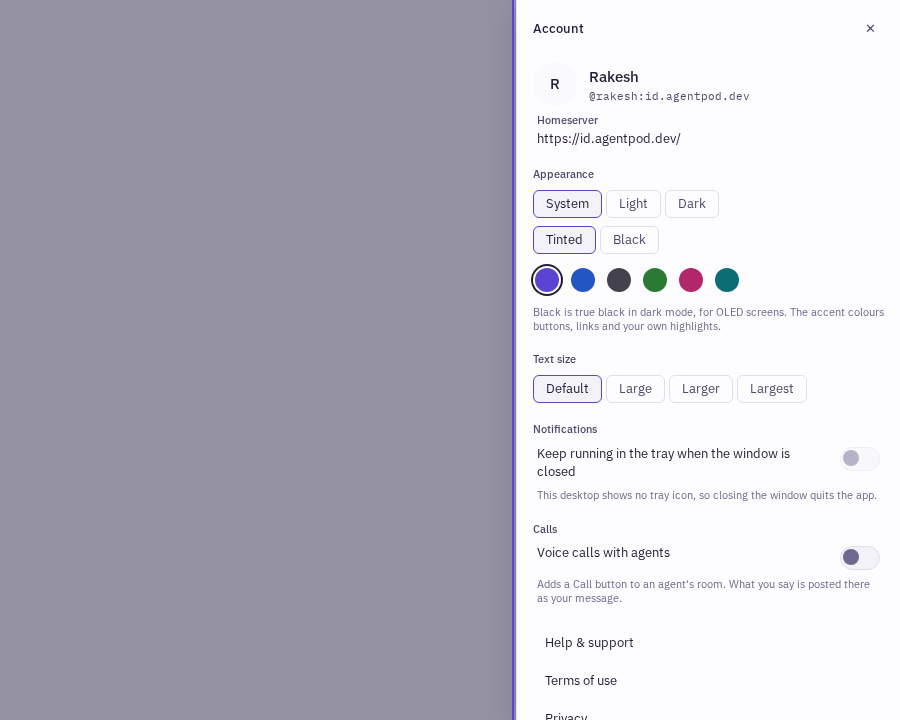 Account
✕
R
Rakesh
@rakesh:id.agentpod.dev
Homeserver
https://id.agentpod.dev/
Appearance
System Light Dark
Tinted Black
Black is true black in dark mode, for OLED screens. The accent colours
buttons, links and your own highlights.
Text size
Default Large Larger Largest
Notifications
Keep running in the tray when the window is
closed
This desktop shows no tray icon, so closing the window quits the app.
Calls
Voice calls with agents
Adds a Call button to an agent's room. What you say is posted there
as your message.
Help & support
Terms of use
Privacy